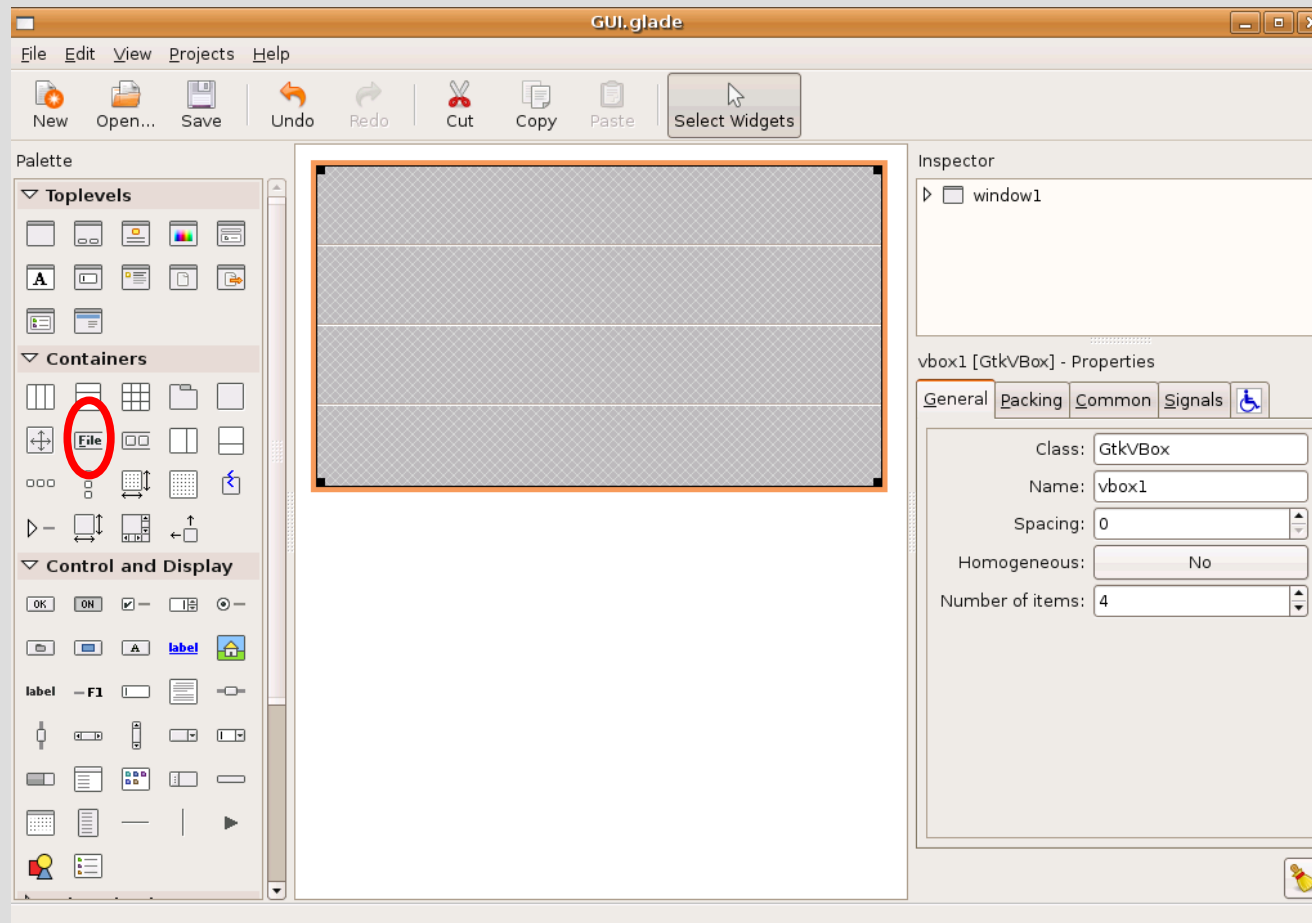 GUI.glade
File Edit View Projects Help
New Open... Save Undo Redo Cut Copy Paste Select Widgets
Palette
Toplevels
A
Containers
File
Control and Display
OK ON
A label
label F1
Inspector
window1
vbox1 [GtkVBox] - Properties
General Packing Common Signals
Class: GtkVBox
Name: vbox1
Spacing: 0
Homogeneous: No
Number of items: 4